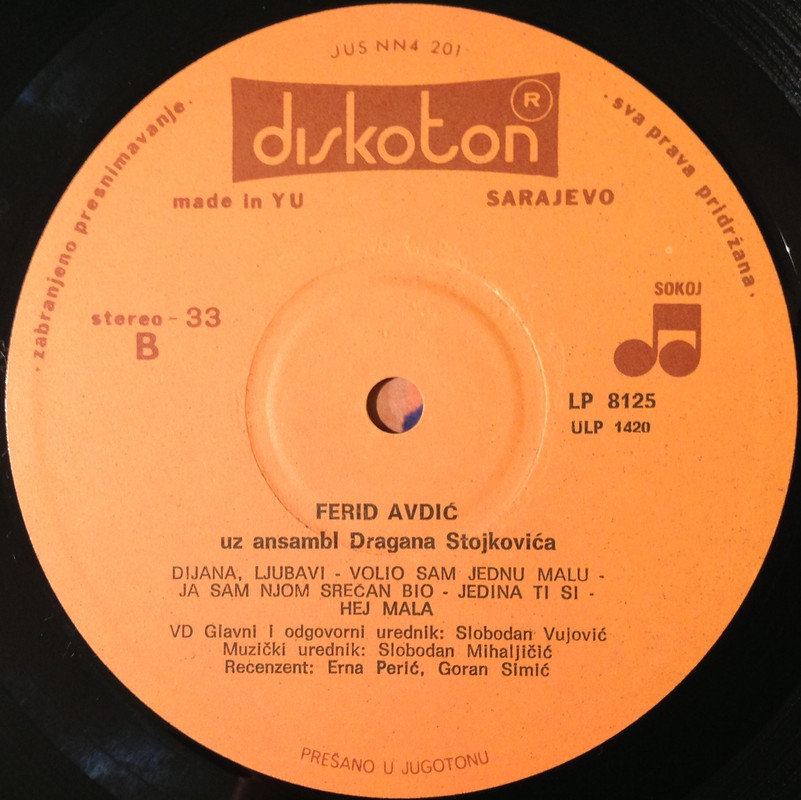 JUS NN4 201
diskoton
R
· zabranjeno presnimavanje ·
· sva prava pridržana ·
made in YU
SARAJEVO
SOKOJ
stereo - 33
B
LP 8125
ULP 1420
FERID AVDIĆ
uz ansambl Dragana Stojkovića
DIJANA, LJUBAVI - VOLIO SAM JEDNU MALU -
JA SAM NJOM SREĆAN BIO - JEDINA TI SI -
HEJ MALA
VD Glavni i odgovorni urednik: Slobodan Vujović
Muzički urednik: Slobodan Mihaljičić
Recenzent: Erna Perić, Goran Simić
PREŠANO U JUGOTONU